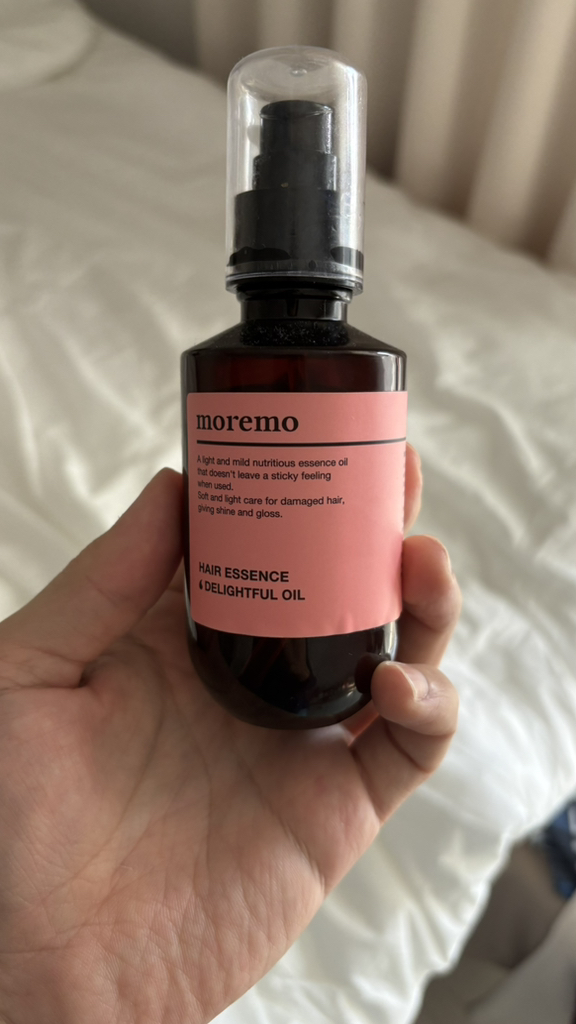 moremo
A light and mild nutritious essence oil
that doesn't leave a sticky feeling
when used.
Soft and light care for damaged hair,
giving shine and gloss.
HAIR ESSENCE
DELIGHTFUL OIL